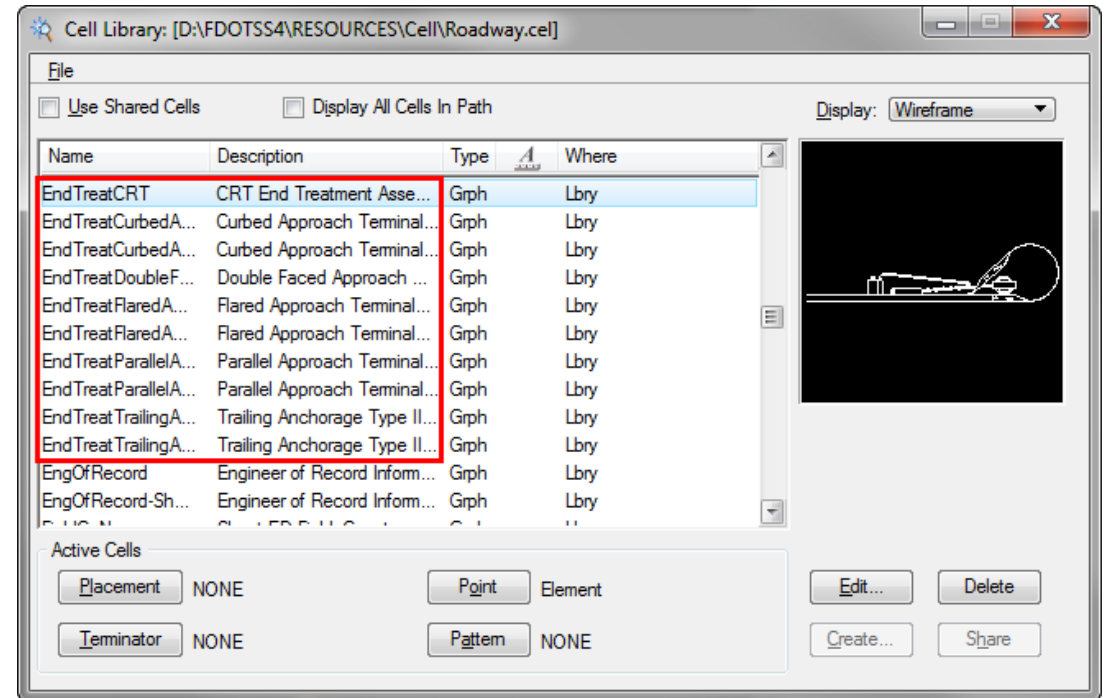 Cell Library: [D:\FDOTSS4\RESOURCES\Cell\Roadway.cel]
File
Use Shared Cells Display All Cells In Path Display: Wireframe
Name Description Type Where
EndTreatCRT CRT End Treatment Asse... Grph Lbry
EndTreatCurbedA... Curbed Approach Terminal... Grph Lbry
EndTreatCurbedA... Curbed Approach Terminal... Grph Lbry
EndTreatDoubleF... Double Faced Approach ... Grph Lbry
EndTreatFlaredA... Flared Approach Terminal... Grph Lbry
EndTreatFlaredA... Flared Approach Terminal... Grph Lbry
EndTreatParallelA... Parallel Approach Terminal... Grph Lbry
EndTreatParallelA... Parallel Approach Terminal... Grph Lbry
EndTreatTrailingA... Trailing Anchorage Type II... Grph Lbry
EndTreatTrailingA... Trailing Anchorage Type II... Grph Lbry
EngOfRecord Engineer of Record Inform... Grph Lbry
EngOfRecord-Sh... Engineer of Record Inform... Grph Lbry
Active Cells
Placement NONE Point Element Edit... Delete
Terminator NONE Pattern NONE Create... Share